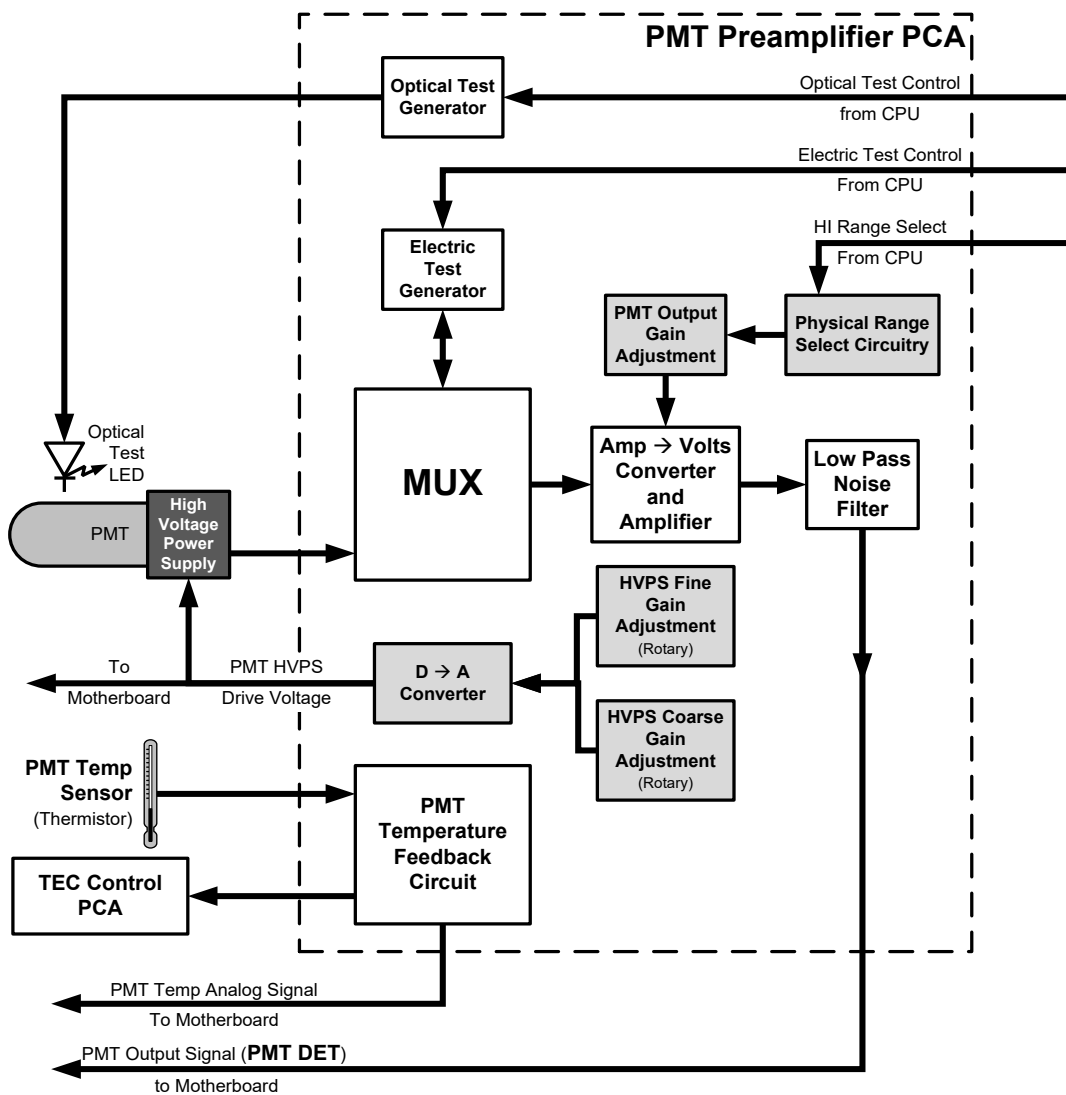 PMT Preamplifier PCA
Optical Test
Generator
Optical Test Control
from CPU
Electric Test Control
From CPU
HI Range Select
From CPU
Electric
Test
Generator
PMT Output
Gain
Adjustment
Physical Range
Select Circuitry
Optical
Test
LED
MUX
Amp → Volts
Converter
and
Amplifier
Low Pass
Noise
Filter
PMT
High
Voltage
Power
Supply
HVPS Fine
Gain
Adjustment
(Rotary)
To
Motherboard
PMT HVPS
Drive Voltage
D → A
Converter
HVPS Coarse
Gain
Adjustment
(Rotary)
PMT Temp
Sensor
(Thermistor)
PMT
Temperature
Feedback
Circuit
TEC Control
PCA
PMT Temp Analog Signal
To Motherboard
PMT Output Signal (PMT DET)
to Motherboard